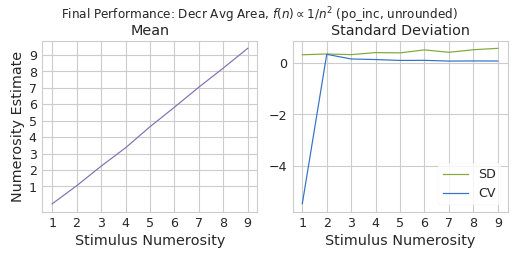 Final Performance: Decr Avg Area, f(n) ∝ 1/n² (po_inc, unrounded)
Mean
Standard Deviation
Numerosity Estimate
9
8
7
6
5
4
3
2
1
1 2 3 4 5 6 7 8 9
Stimulus Numerosity
0
−2
−4
SD
CV
1 2 3 4 5 6 7 8 9
Stimulus Numerosity